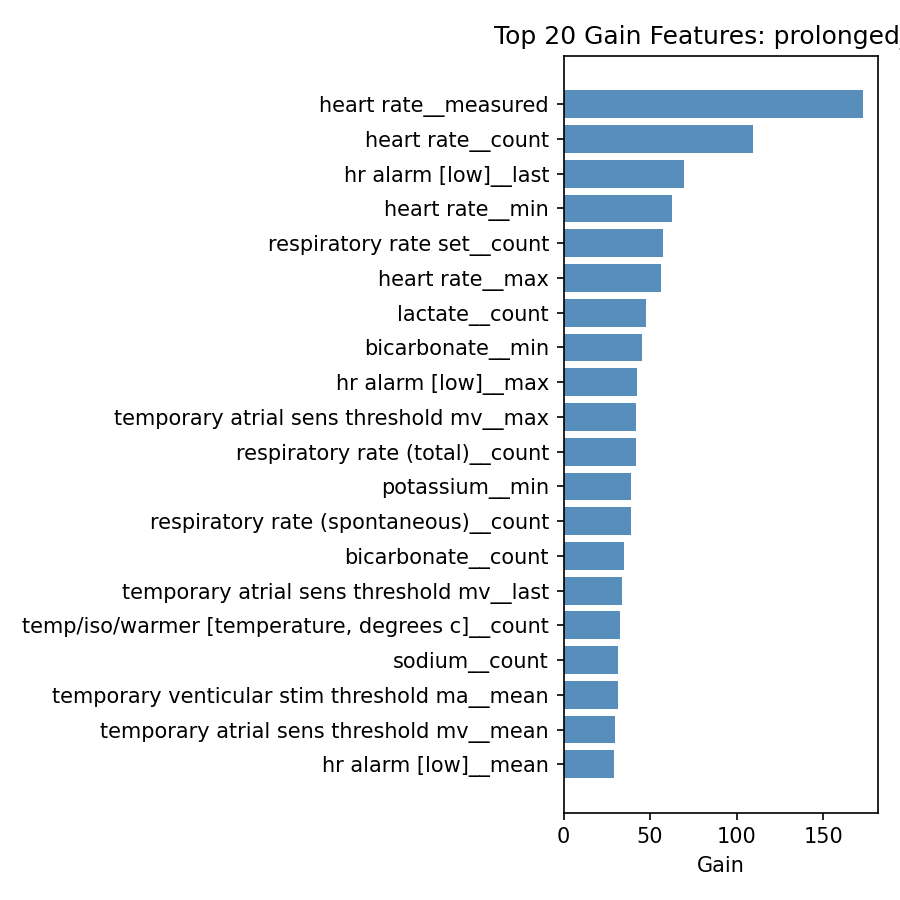 Top 20 Gain Features: prolonged_
heart rate__measured
heart rate__count
hr alarm [low]__last
heart rate__min
respiratory rate set__count
heart rate__max
lactate__count
bicarbonate__min
hr alarm [low]__max
temporary atrial sens threshold mv__max
respiratory rate (total)__count
potassium__min
respiratory rate (spontaneous)__count
bicarbonate__count
temporary atrial sens threshold mv__last
temp/iso/warmer [temperature, degrees c]__count
sodium__count
temporary venticular stim threshold ma__mean
temporary atrial sens threshold mv__mean
hr alarm [low]__mean
0 50 100 150
Gain